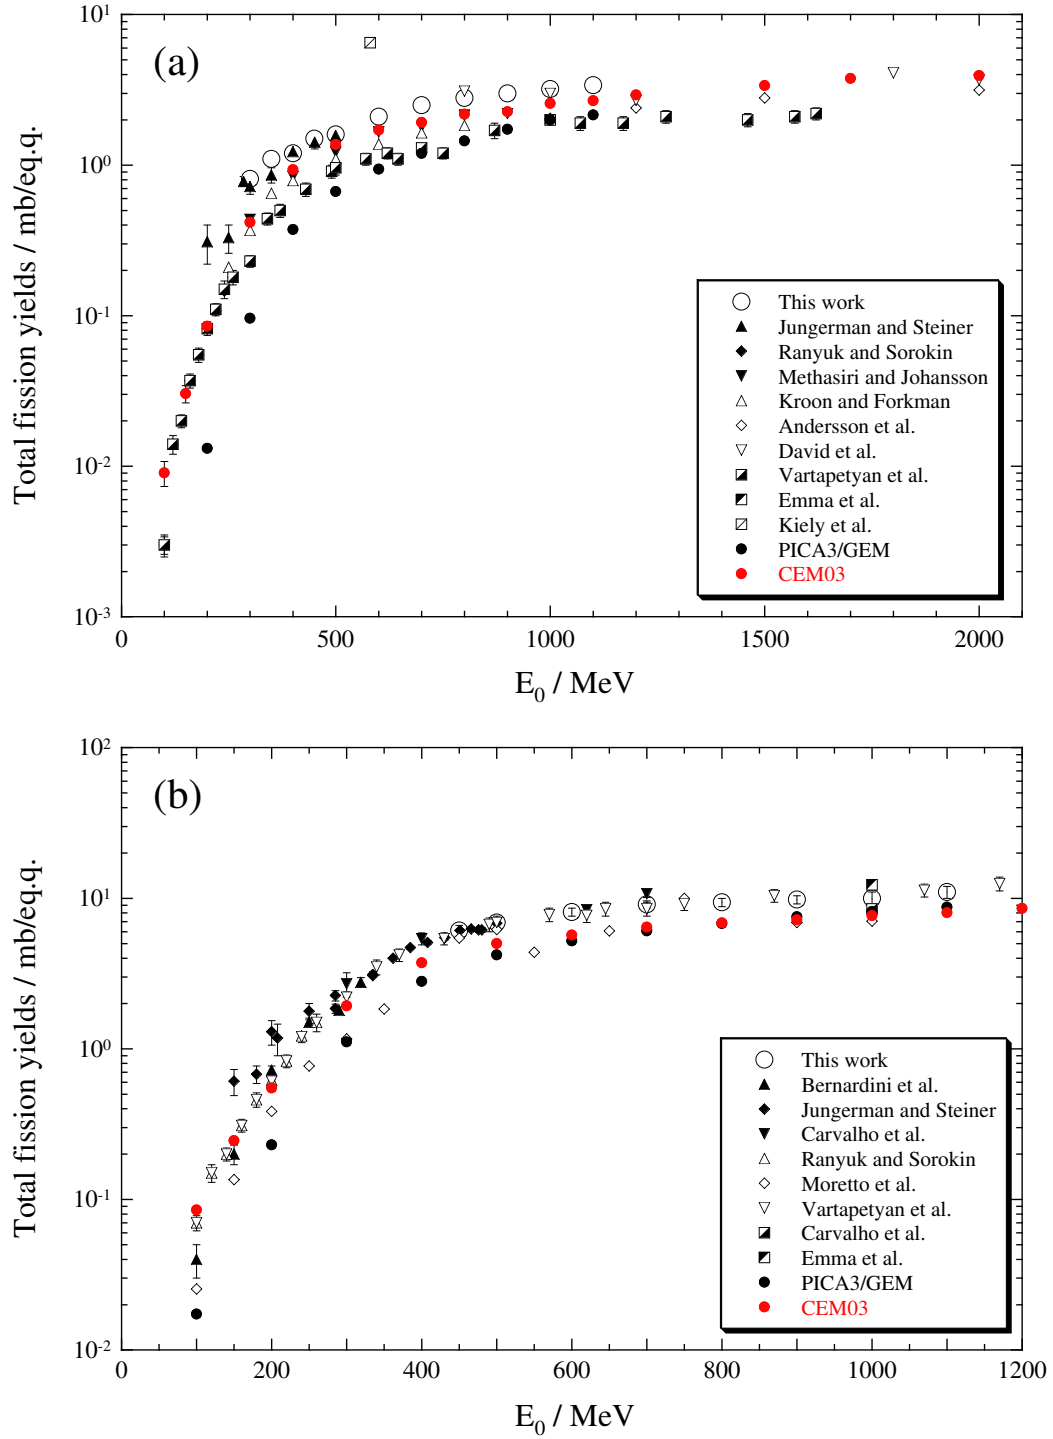 (a)
Total fission yields / mb/eq.q.
10^1
10^0
10^-1
10^-2
10^-3
This work
Jungerman and Steiner
Ranyuk and Sorokin
Methasiri and Johansson
Kroon and Forkman
Andersson et al.
David et al.
Vartapetyan et al.
Emma et al.
Kiely et al.
PICA3/GEM
CEM03
0 500 1000 1500 2000
E_0 / MeV
(b)
Total fission yields / mb/eq.q.
10^2
10^1
10^0
10^-1
10^-2
This work
Bernardini et al.
Jungerman and Steiner
Carvalho et al.
Ranyuk and Sorokin
Moretto et al.
Vartapetyan et al.
Carvalho et al.
Emma et al.
PICA3/GEM
CEM03
0 200 400 600 800 1000 1200
E_0 / MeV